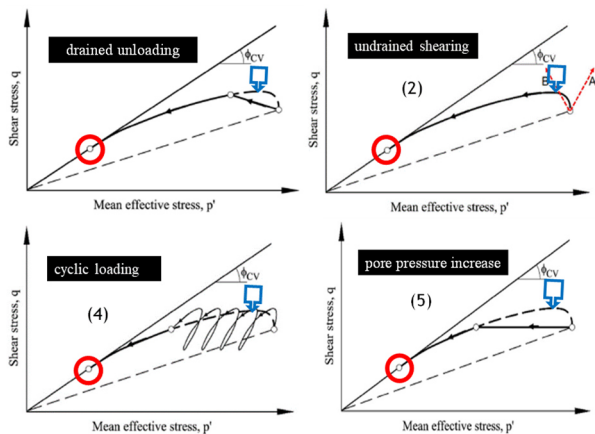 drained unloading
ϕCV
Shear stress, q
Mean effective stress, p'
undrained shearing
ϕCV
(2)
B
A
Shear stress, q
Mean effective stress, p'
cyclic loading
ϕCV
(4)
Shear stress, q
Mean effective stress, p'
pore pressure increase
ϕCV
(5)
Shear stress, q
Mean effective stress, p'